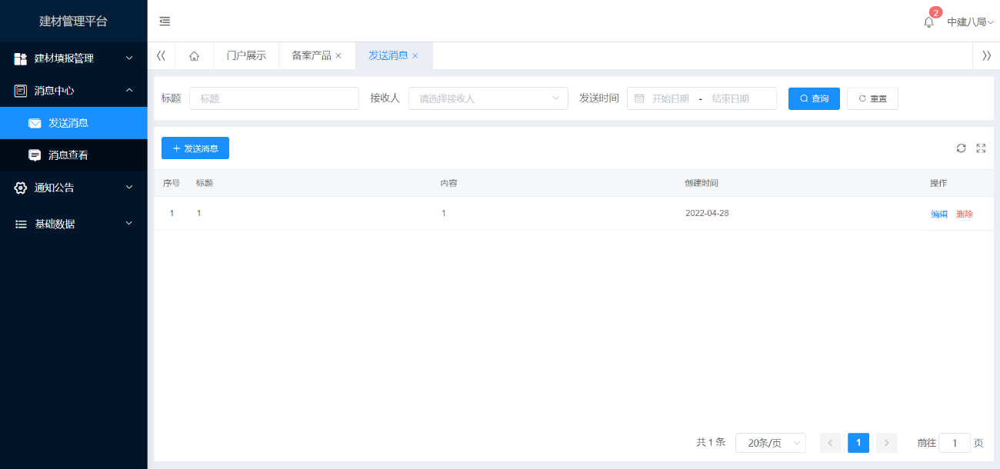 建材管理平台
2
中建八局
建材填报管理
消息中心
发送消息
消息查看
通知公告
基础数据
门户展示 备案产品 × 发送消息 ×
标题 标题 接收人 请选择接收人 发送时间 开始日期 - 结束日期 查询 重置
+ 发送消息
序号 标题 内容 创建时间 操作
1 1 1 2022-04-28 编辑 删除
共 1 条 20条/页 1 前往 1 页